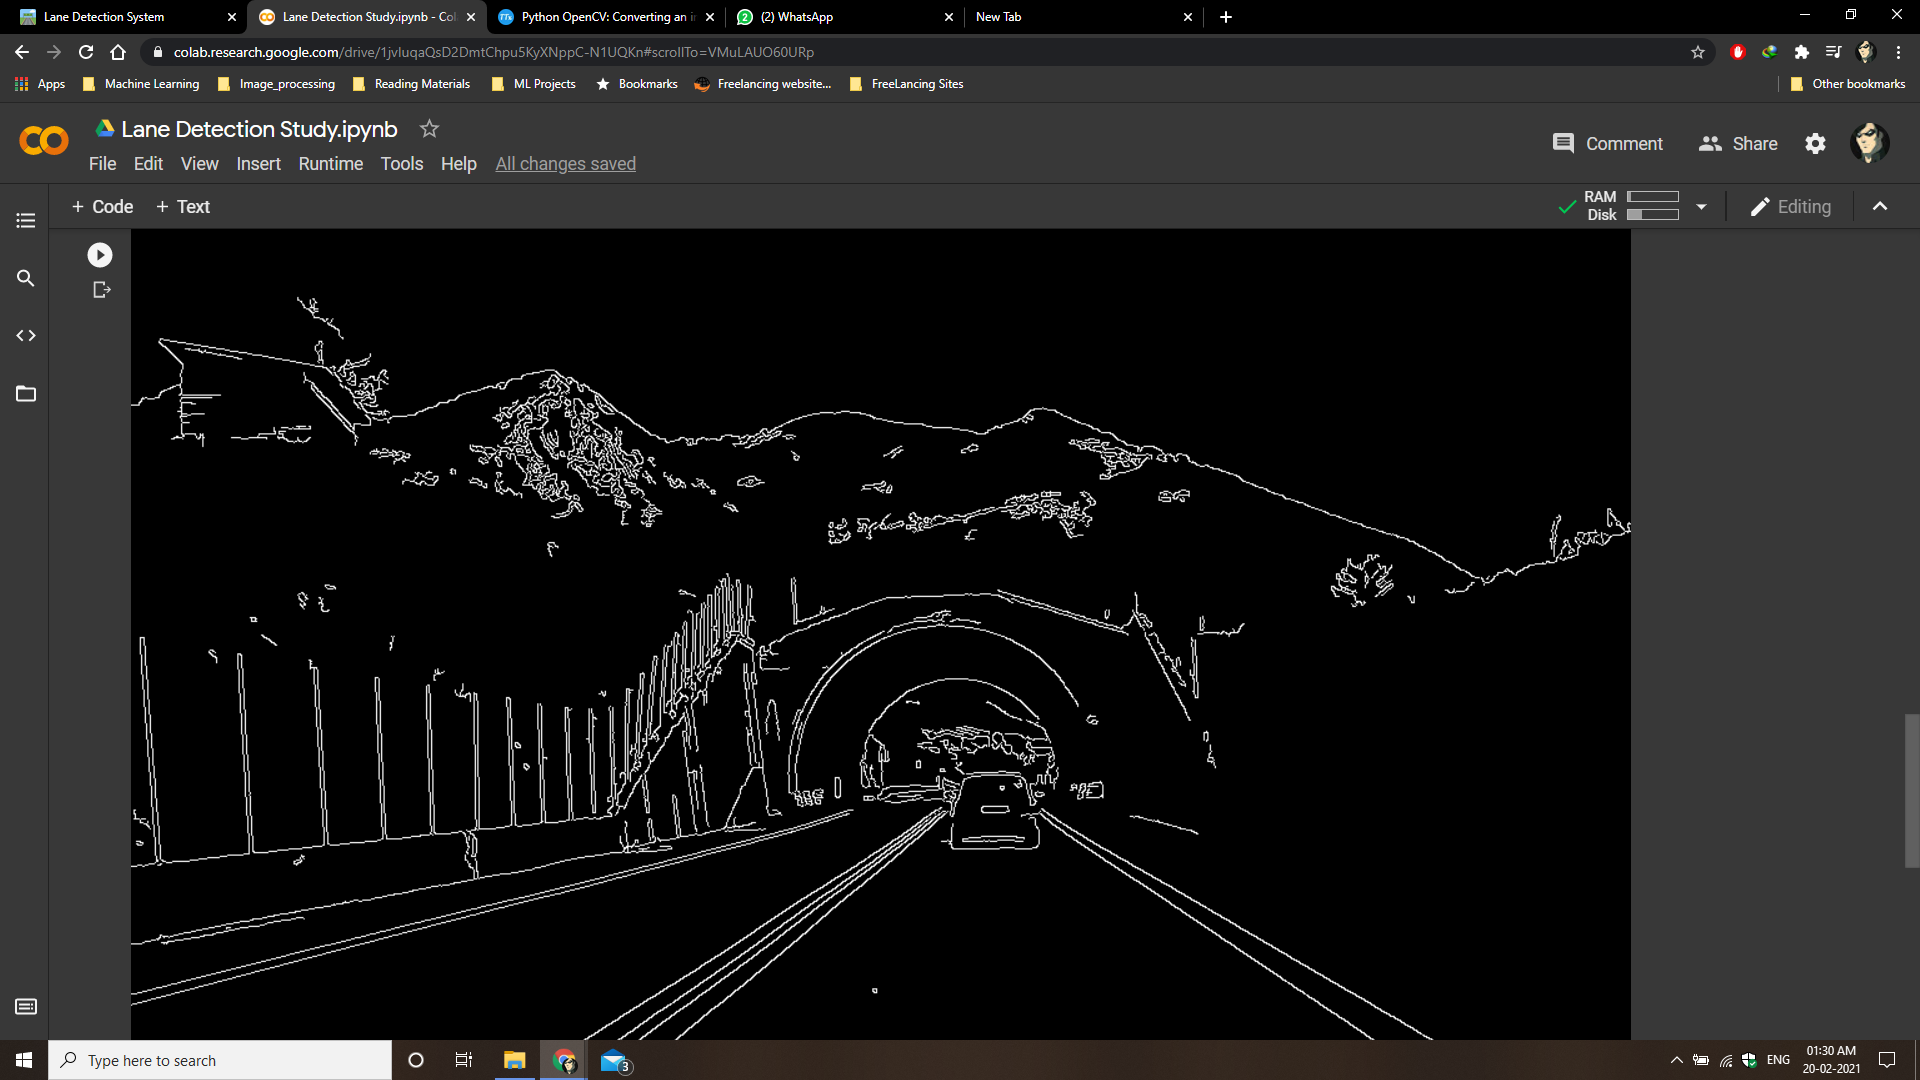 Lane Detection System
Lane Detection Study.ipynb - Col
Python OpenCV: Converting an i
(2) WhatsApp
New Tab
colab.research.google.com/drive/1jvIuqaQsD2DmtChpu5KyXNppC-N1UQKn#scrollTo=VMuLAUO60URp
Apps
Machine Learning
Image_processing
Reading Materials
ML Projects
Bookmarks
Freelancing website...
FreeLancing Sites
Other bookmarks
Lane Detection Study.ipynb
Comment
Share
File Edit View Insert Runtime Tools Help All changes saved
+ Code + Text
RAM
Disk
Editing
Type here to search
3
ENG
01:30 AM
20-02-2021